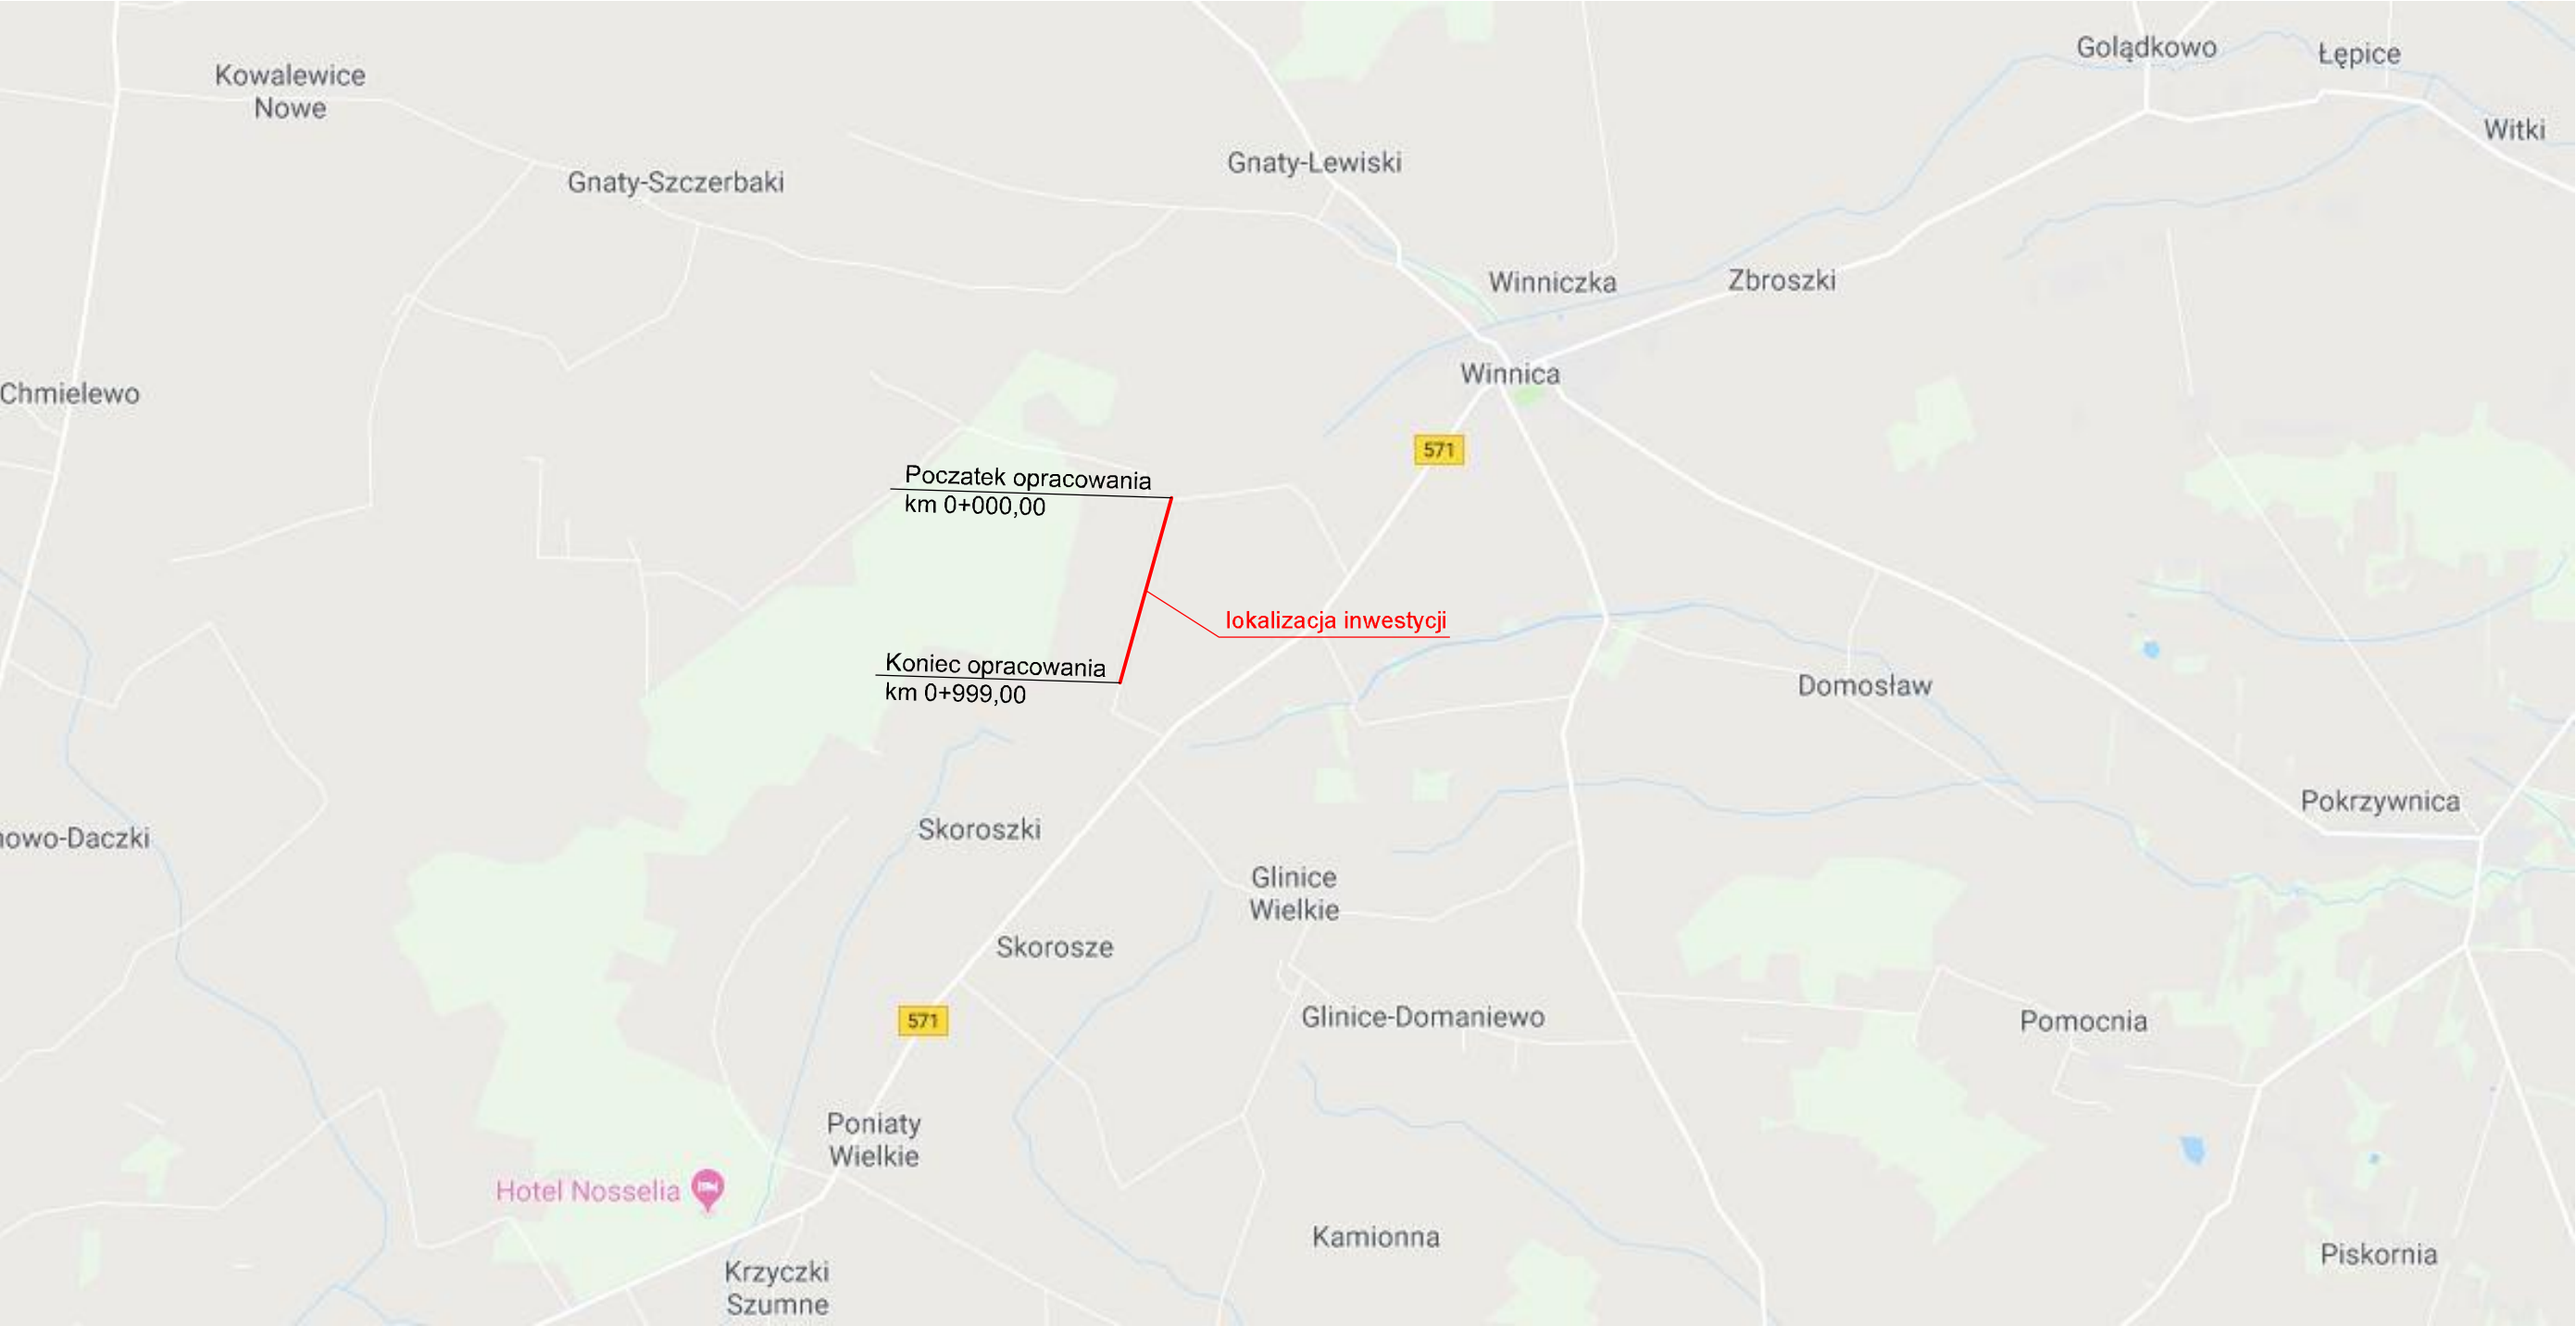 Golądkowo
Łępice
Kowalewice
Nowe
Witki
Gnaty-Lewiski
Gnaty-Szczerbaki
Winniczka
Zbroszki
Winnica
Chmielewo
571
Poczatek opracowania
km 0+000,00
lokalizacja inwestycji
Koniec opracowania
km 0+999,00
Domosław
Pokrzywnica
Skoroszki
nowo-Daczki
Glinice
Wielkie
Skorosze
Glinice-Domaniewo
571
Pomocnia
Poniaty
Wielkie
Hotel Nosselia
Kamionna
Piskornia
Krzyczki
Szumne